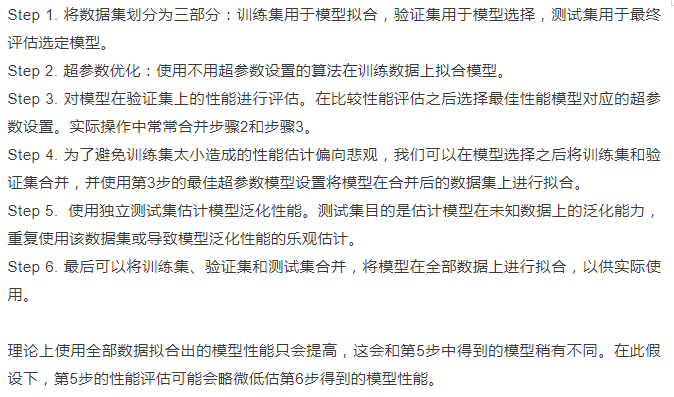 Step 1. 将数据集划分为三部分：训练集用于模型拟合，验证集用于模型选择，测试集用于最终
评估选定模型。
Step 2. 超参数优化：使用不用超参数设置的算法在训练数据上拟合模型。
Step 3. 对模型在验证集上的性能进行评估。在比较性能评估之后选择最佳性能模型对应的超参
数设置。实际操作中常常合并步骤2和步骤3。
Step 4. 为了避免训练集太小造成的性能估计偏向悲观，我们可以在模型选择之后将训练集和验
证集合并，并使用第3步的最佳超参数模型设置将模型在合并后的数据集上进行拟合。
Step 5. 使用独立测试集估计模型泛化性能。测试集目的是估计模型在未知数据上的泛化能力，
重复使用该数据集或导致模型泛化性能的乐观估计。
Step 6. 最后可以将训练集、验证集和测试集合并，将模型在全部数据上进行拟合，以供实际使
用。
理论上使用全部数据拟合出的模型性能只会提高，这会和第5步中得到的模型稍有不同。在此假
设下，第5步的性能评估可能会略微低估第6步得到的模型性能。